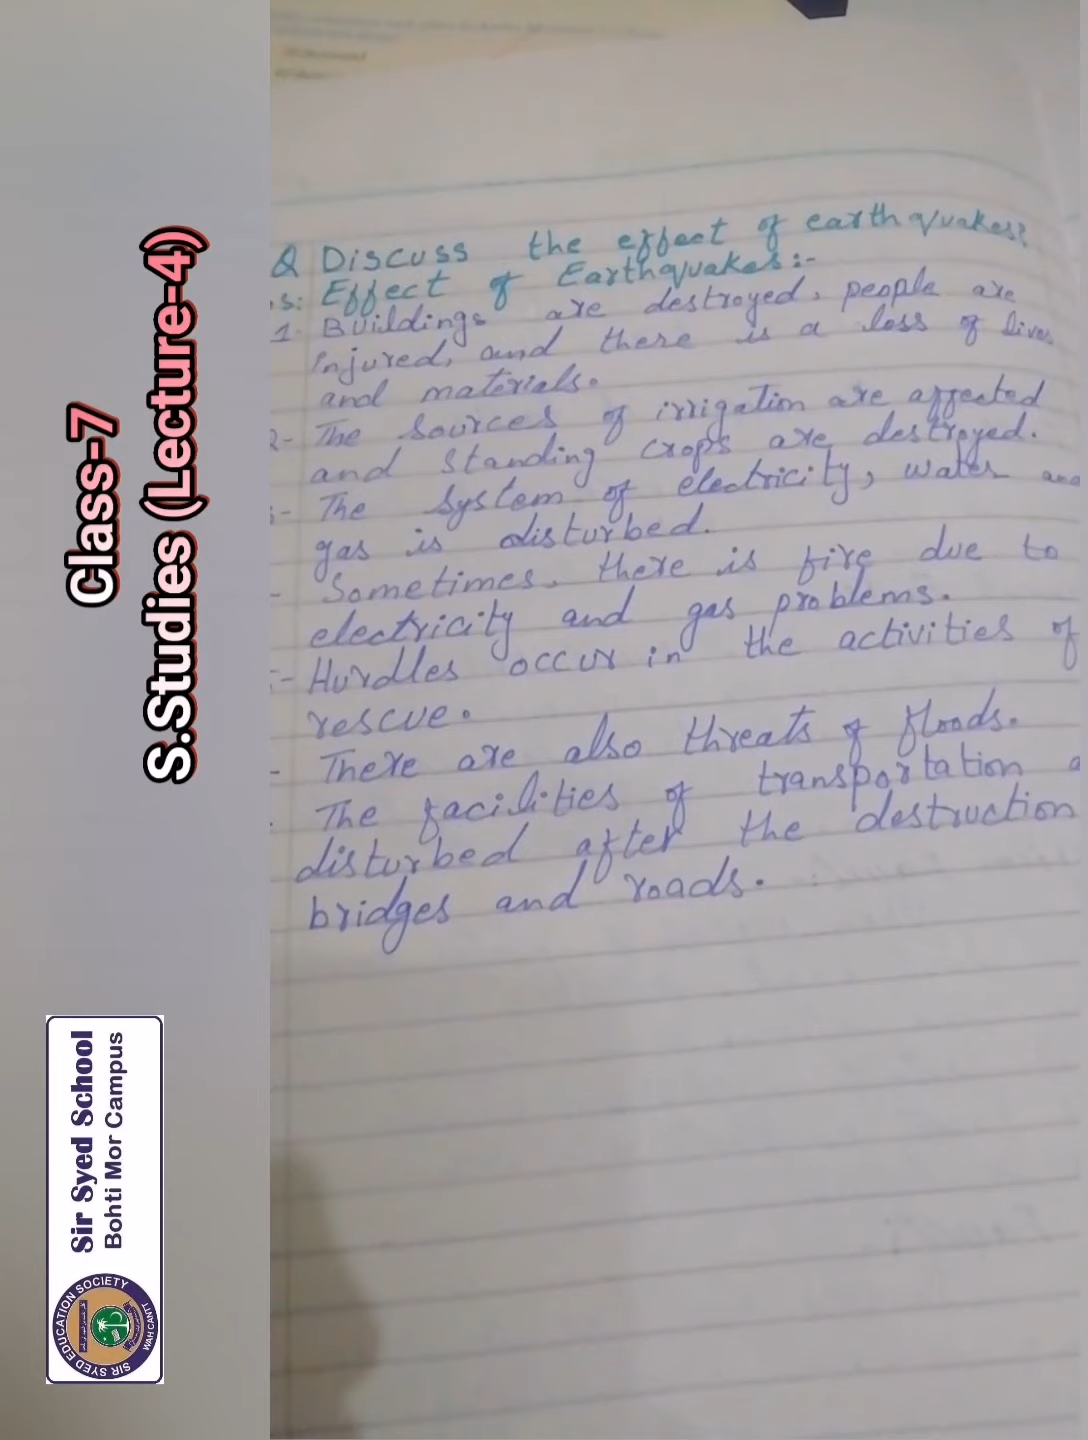 Class-7
S.Studies (Lecture-4)
Sir Syed School
Bohti Mor Campus
SIR SYED EDUCATION SOCIETY
WAH CANTT
Q Discuss the effect of earthquakes?
s: Effect of Earthquakes:-
1- Buildings are destroyed, people are
injured, and there is a loss of lives
and materials.
2- The sources of irrigation are affected
and standing crops are destroyed.
- The system of electricity, water and
gas is disturbed.
- Sometimes, there is fire due to
electricity and gas problems.
- Hurdles occur in the activities of
rescue.
- There are also threats of floods.
- The facilities of transportation a
disturbed after the destruction
bridges and roads.